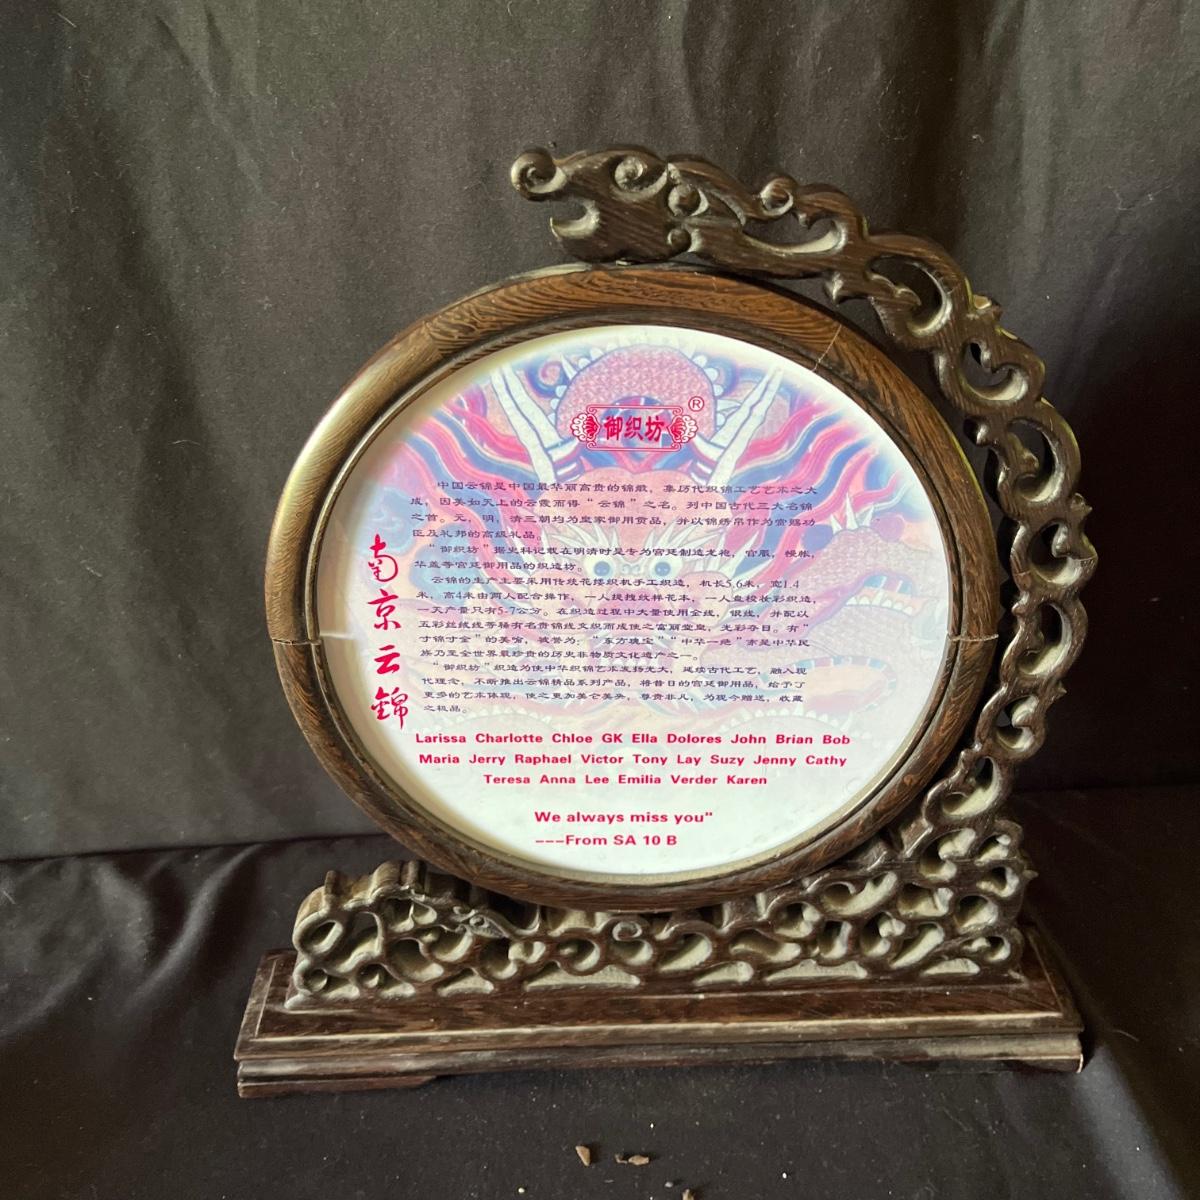 御织坊®
南京云錦
中国云锦是中国最华丽高贵的锦缎，集历代织锦工艺艺术之大
成，因美如天上的云霞而得“云锦”之名。列中国古代三大名锦
之首。元，明，清三朝均为皇家御用贡品，并以锦绣帛作为赏赐功
臣及礼邦的高级礼品。
“御织坊”据史料记载在明清时是专为宫廷制造龙袍，官服，幔帐，
华盖等宫廷御用品的织造坊。
云锦的生产主要采用传统花楼织机手工织造，机长5.6米，宽1.4
米，高4米由两人配合操作，一人提拽纹样花本，一人盘梭妆彩织造，
一天产量只有5-7公分。在织造过程中大量使用金线，银线，并配以
五彩丝绒线等稀有名贵锦线交织而成使之富丽堂皇，光彩夺目。有“
寸锦寸金”的美喻，被誉为：“东方瑰宝”“中华一绝”亦是中华民
族乃至全世界最珍贵的历史非物质文化遗产之一。
“御织坊”织造为使中华织锦艺术发扬光大，延续古代工艺，融入现
代理念，不断推出云锦精品系列产品，将昔日的宫廷御用品，给予了
更多的艺术体现，使之更加美仑美奂，尊贵非凡，为现今赠送，收藏
之极品。
Larissa Charlotte Chloe GK Ella Dolores John Brian Bob
Maria Jerry Raphael Victor Tony Lay Suzy Jenny Cathy
Teresa Anna Lee Emilia Verder Karen
We always miss you"
---From SA 10 B